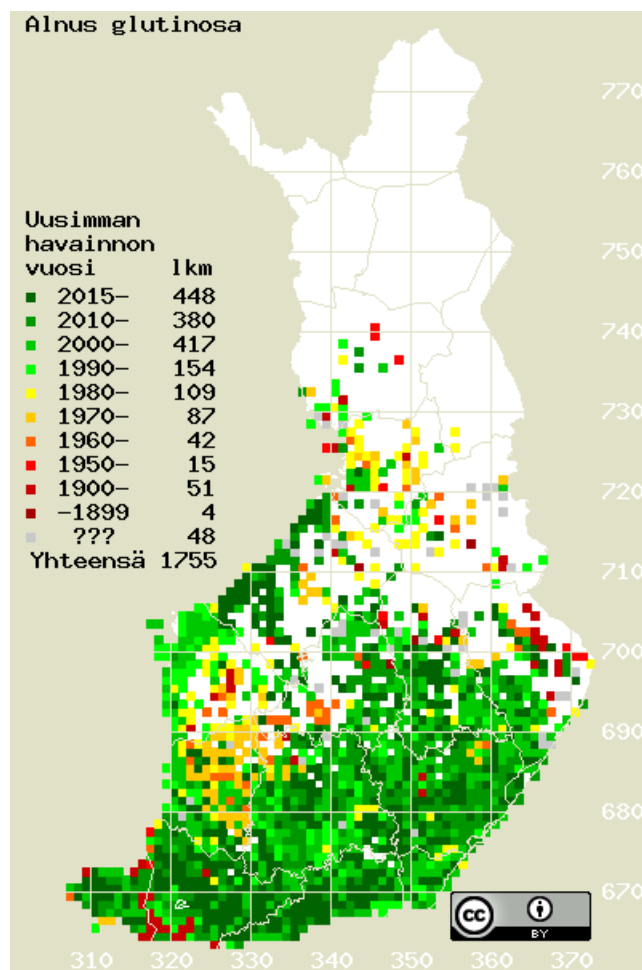 Alnus glutinosa
770
760
Uusimman
havainnon
vuosi lkm
750
2015- 448
2010- 380
2000- 417
740
1990- 154
1980- 109
1970- 87
730
1960- 42
1950- 15
1900- 51
720
-1899 4
??? 48
Yhteensä 1755
710
700
690
680
670
cc
BY
310 320 330 340 350 360 370